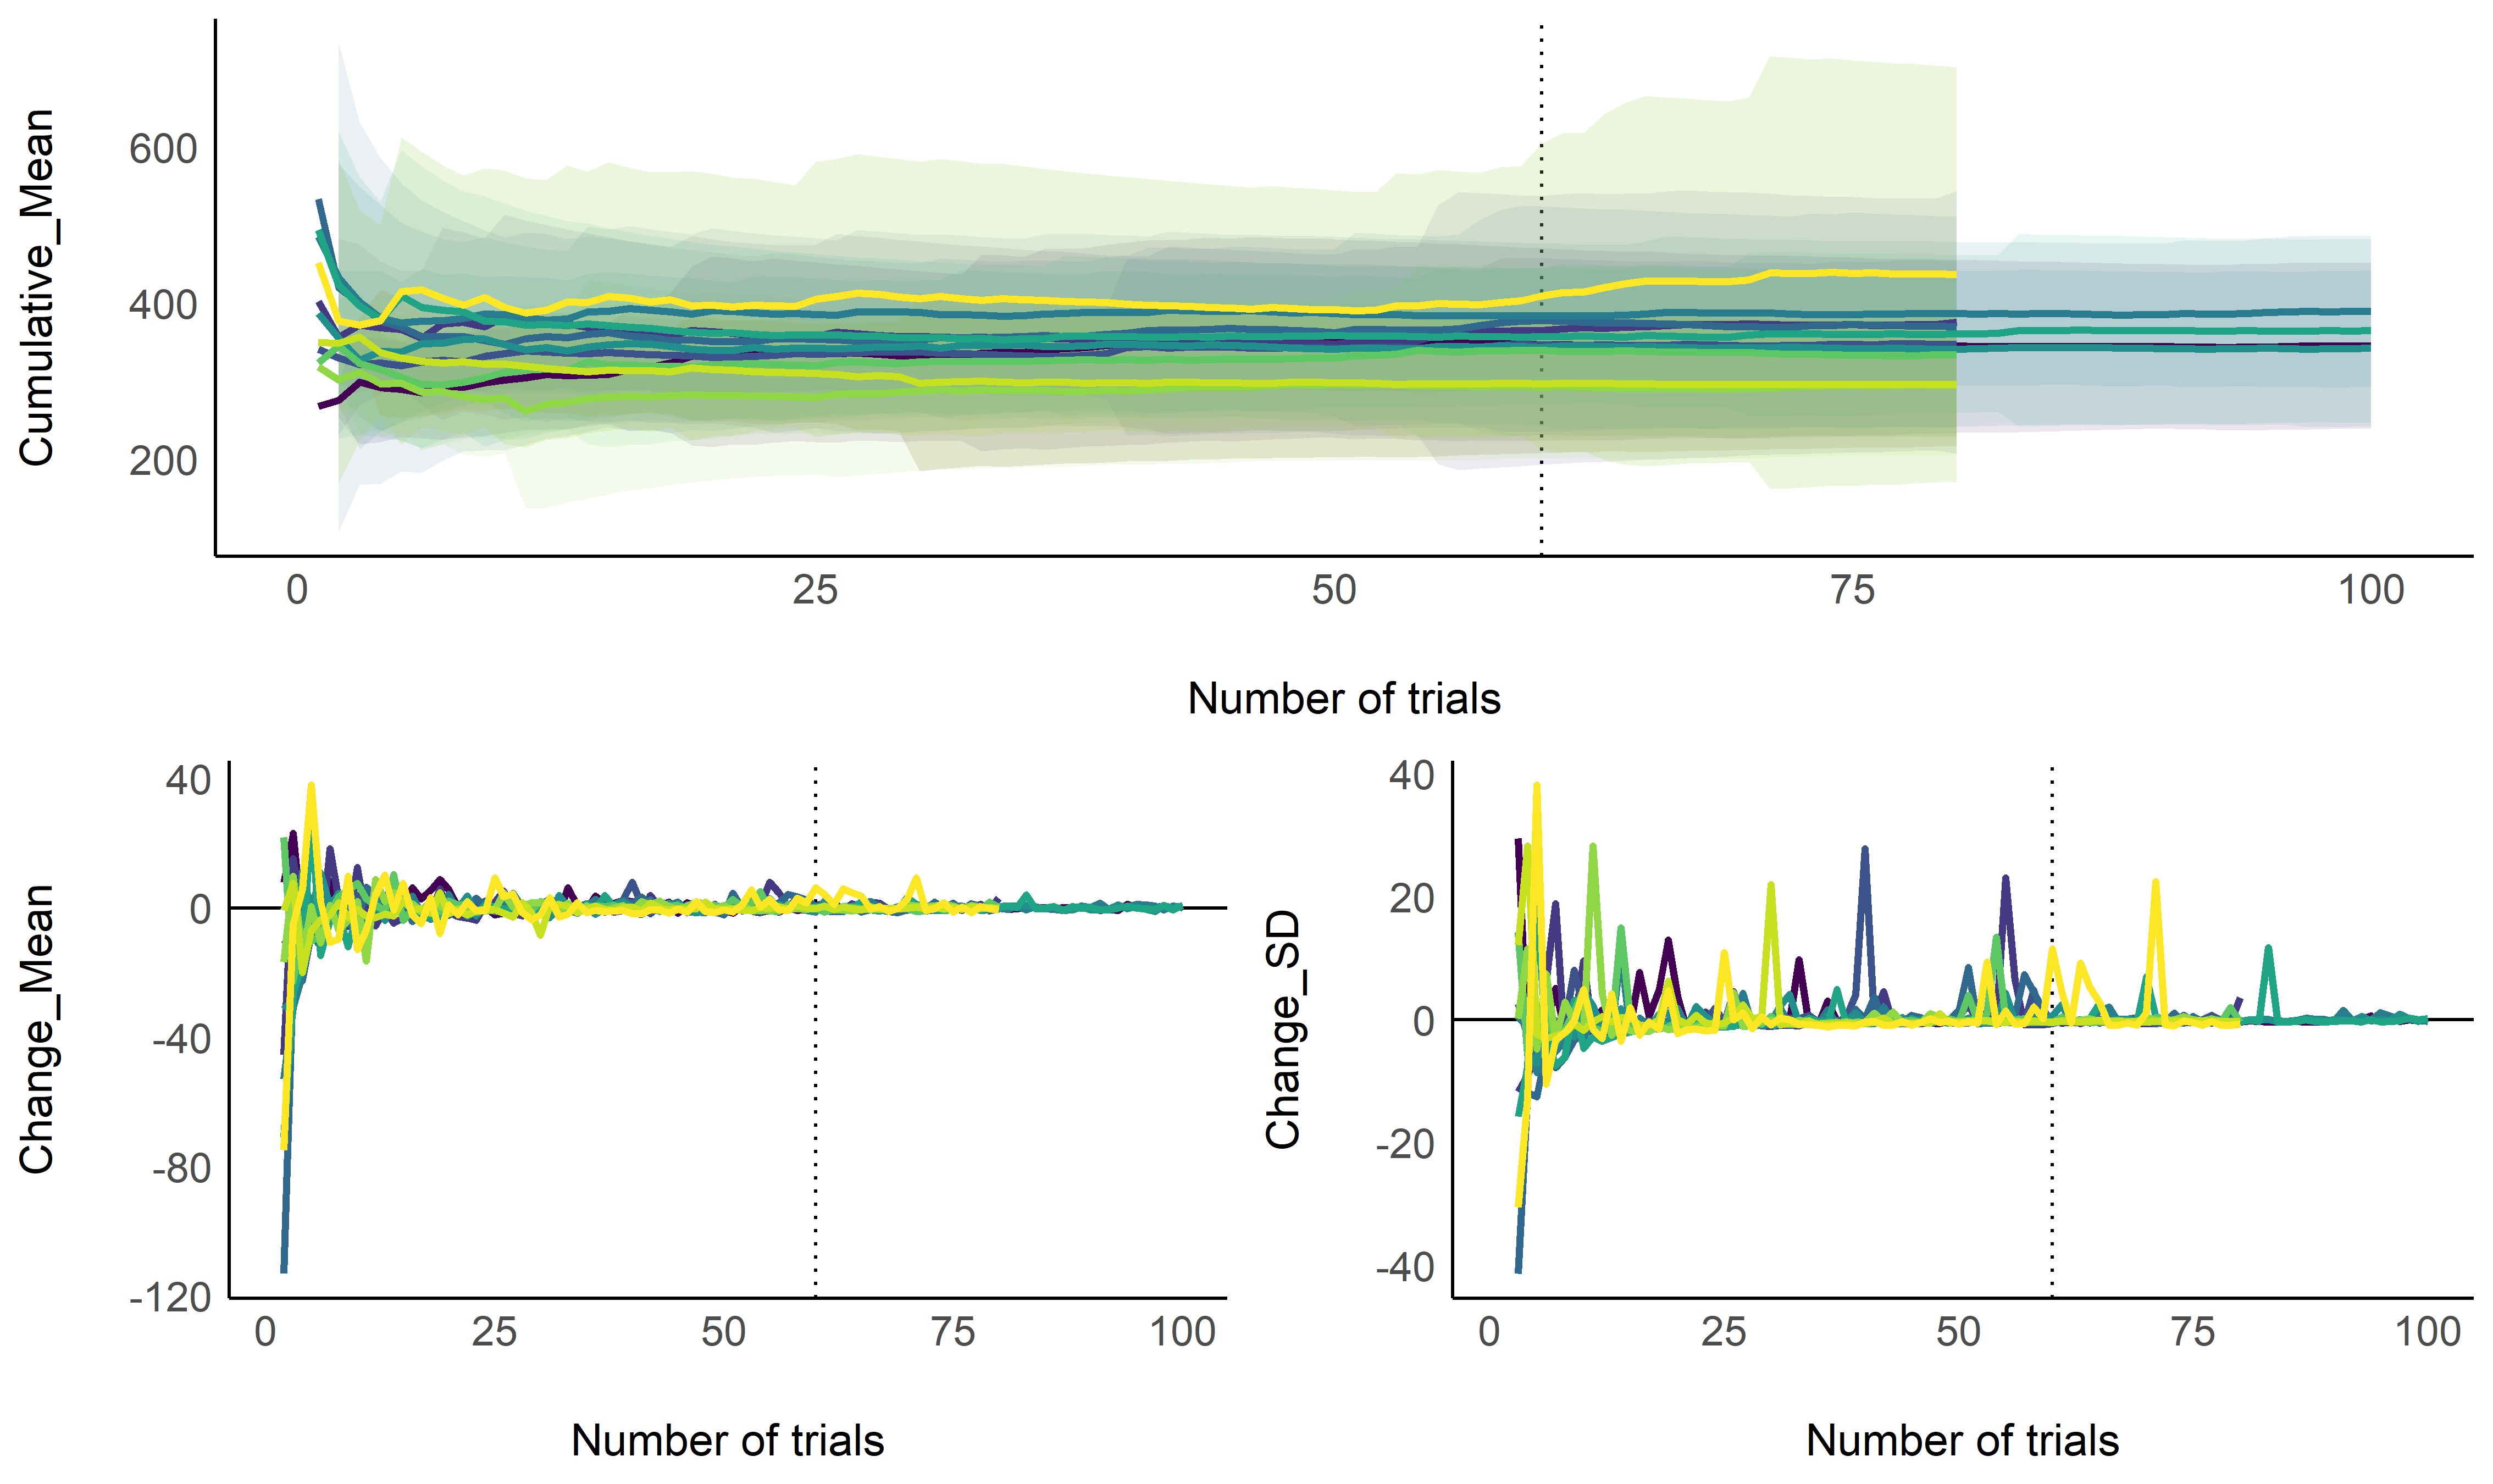 Cumulative_Mean
600
400
200
0 25 50 75 100
Number of trials
Change_Mean
40
0
-40
-80
-120
0 25 50 75 100
Number of trials
Change_SD
40
20
0
-20
-40
0 25 50 75 100
Number of trials